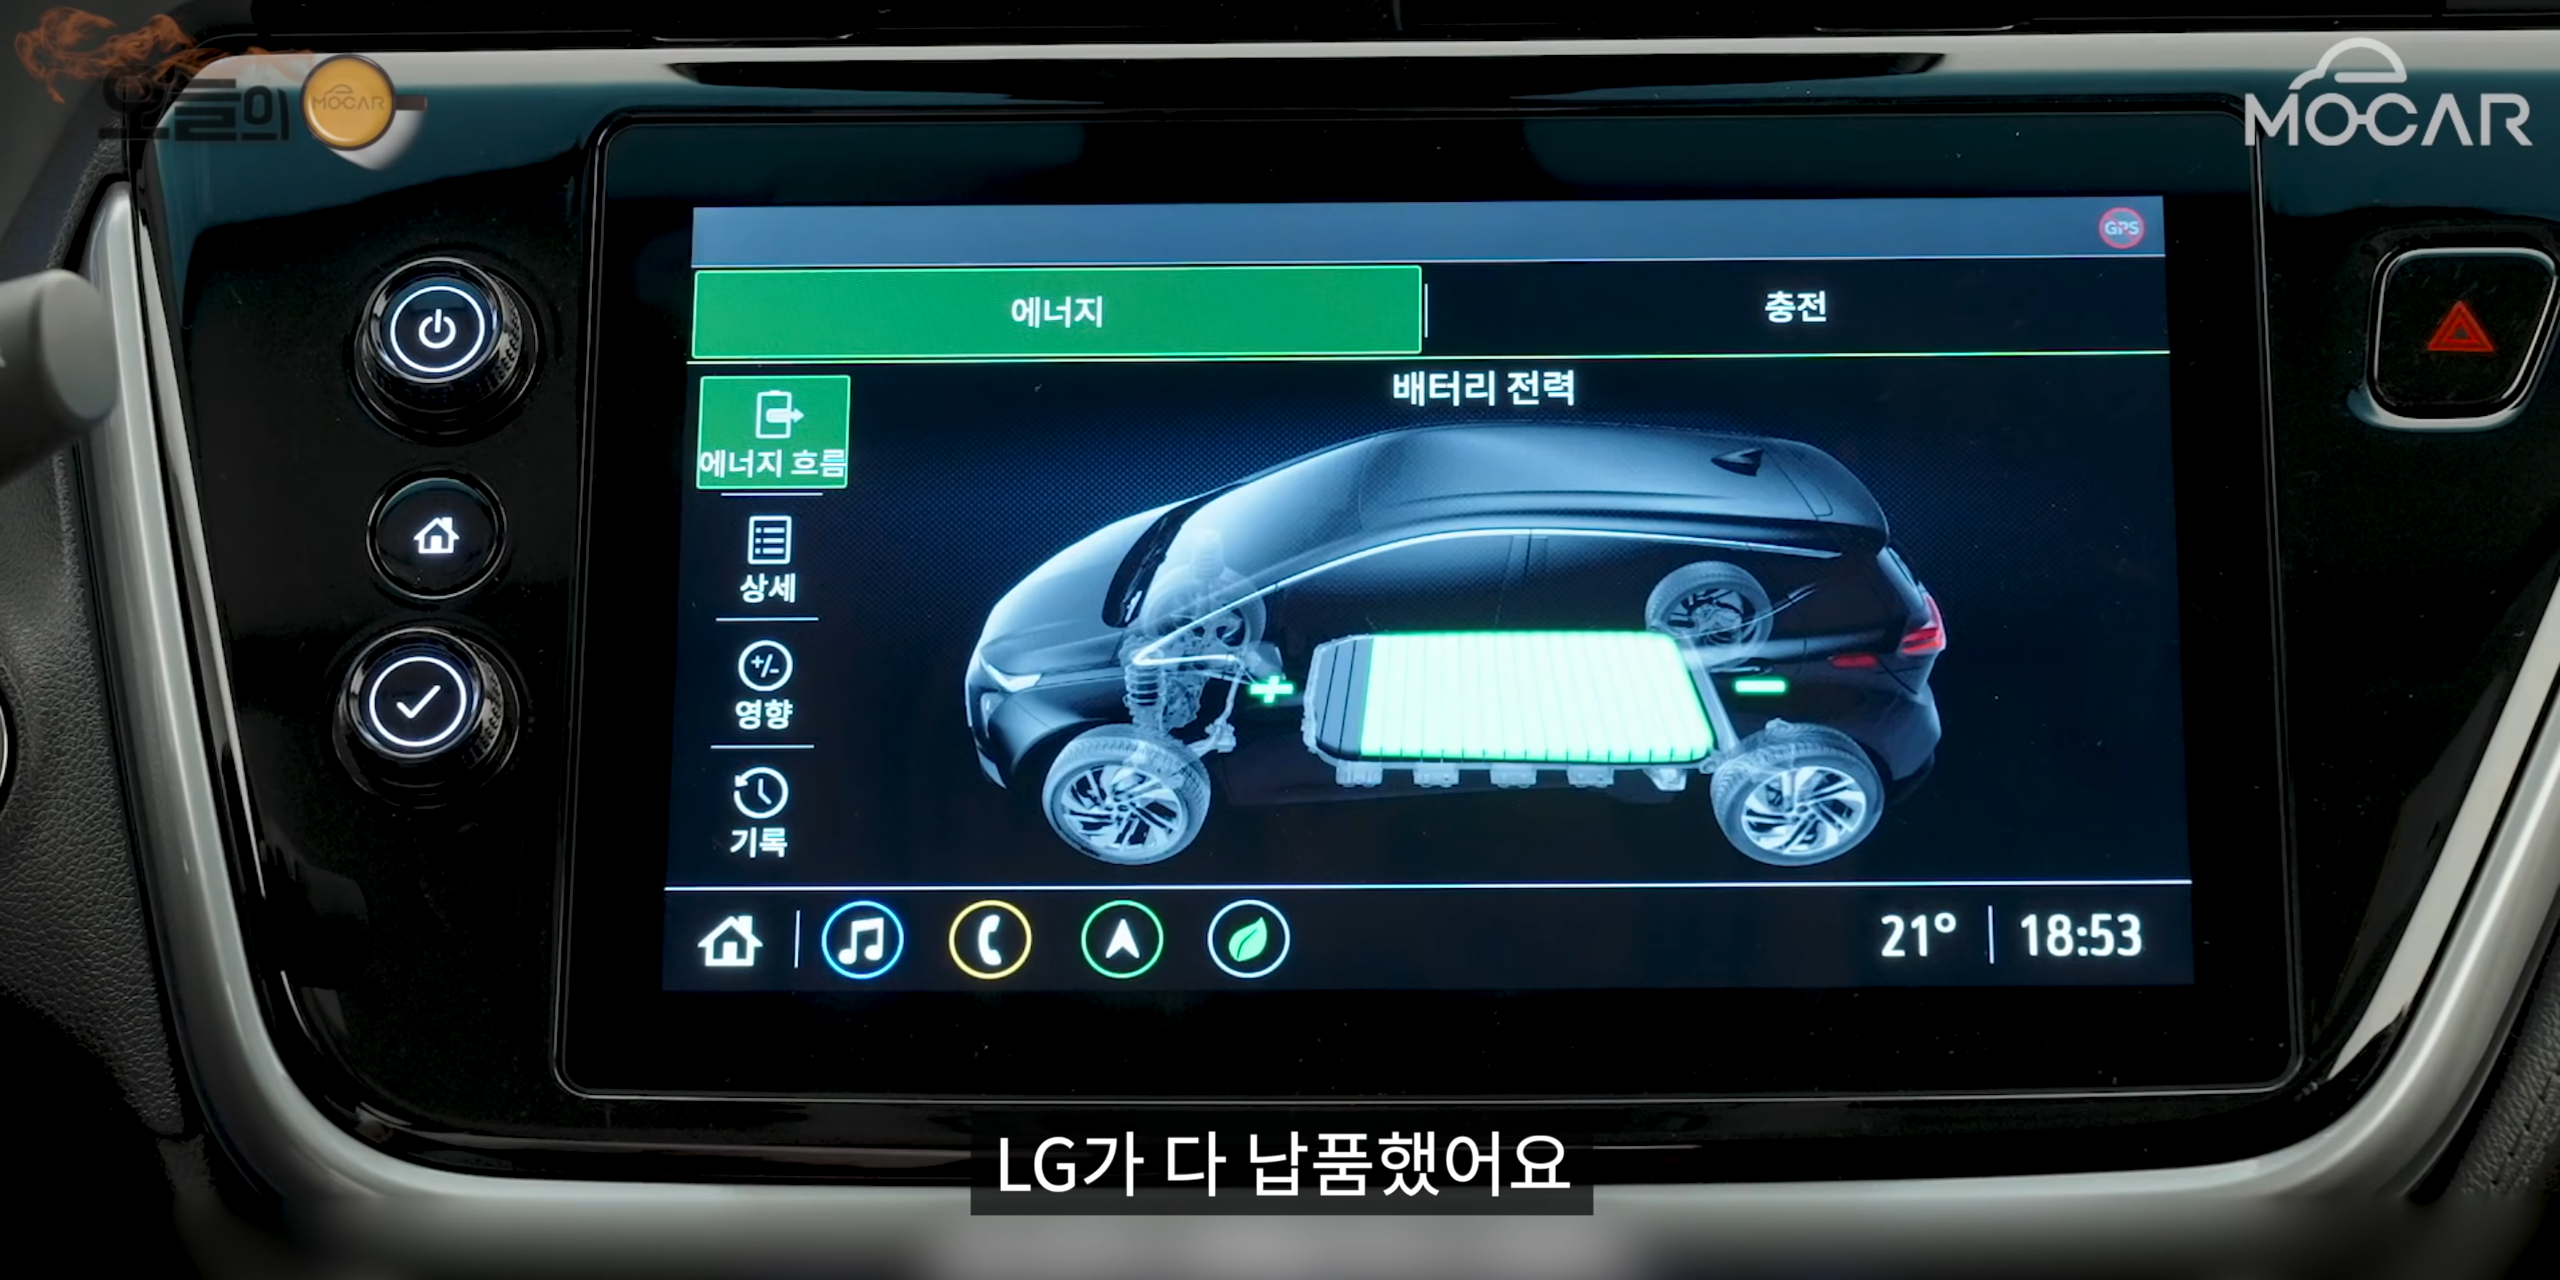 오늘의
MOCAR
MOCAR
GPS
에너지
충전
배터리 전력
에너지 흐름
상세
+/-
영향
기록
21° 18:53
LG가 다 납품했어요